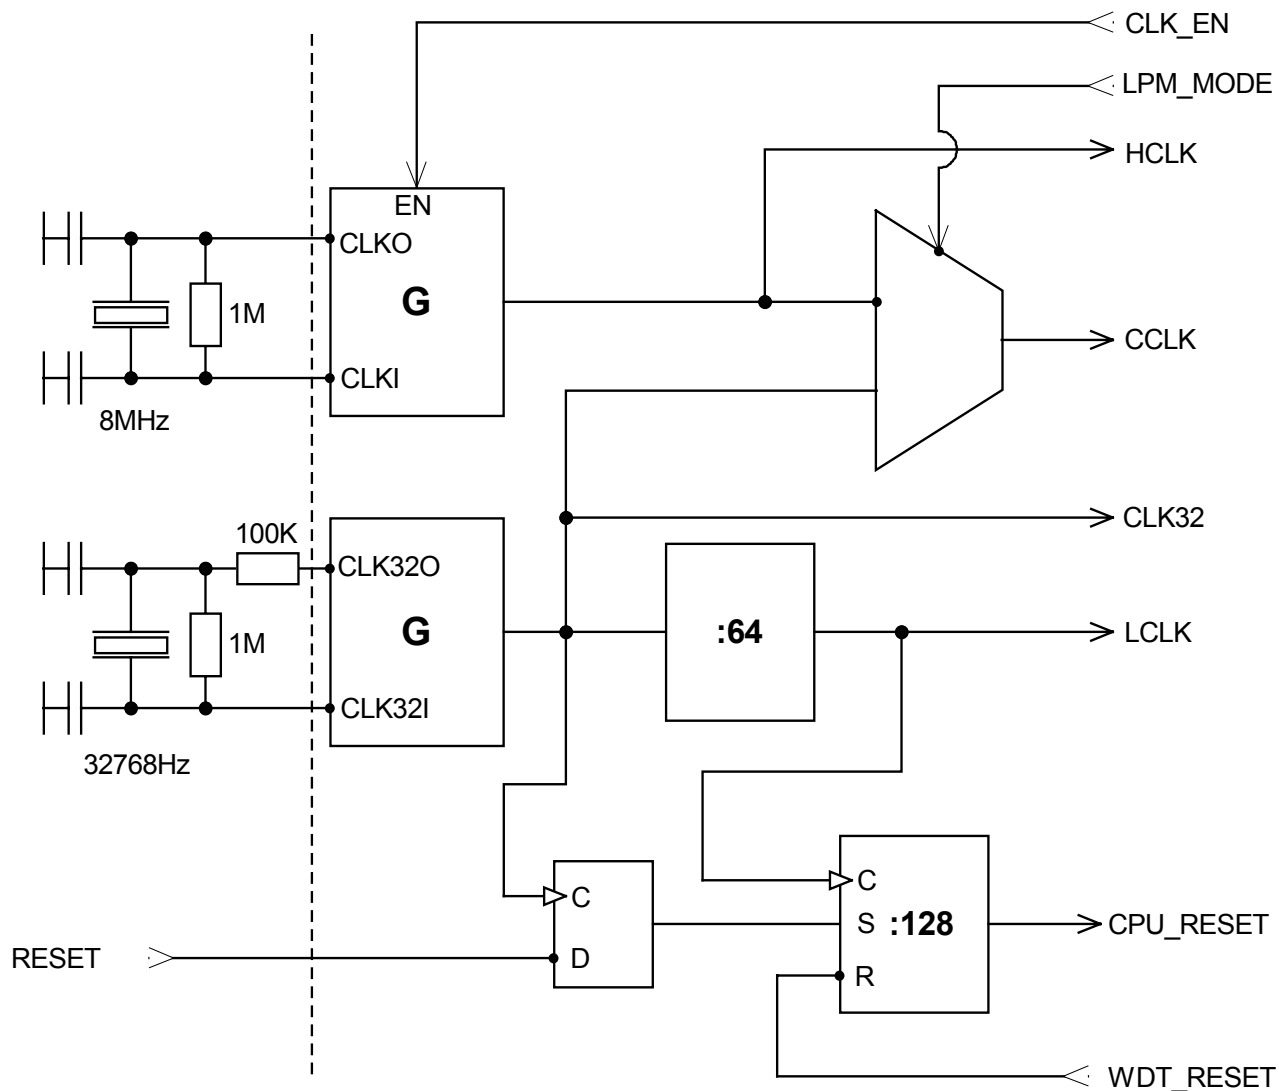 CLK_EN
LPM_MODE
HCLK
EN
CLKO
G
1M
CCLK
CLKI
8MHz
CLK32
100K
CLK32O
G
:64
LCLK
1M
CLK32I
32768Hz
C
C
S :128
CPU_RESET
RESET
D
R
WDT_RESET